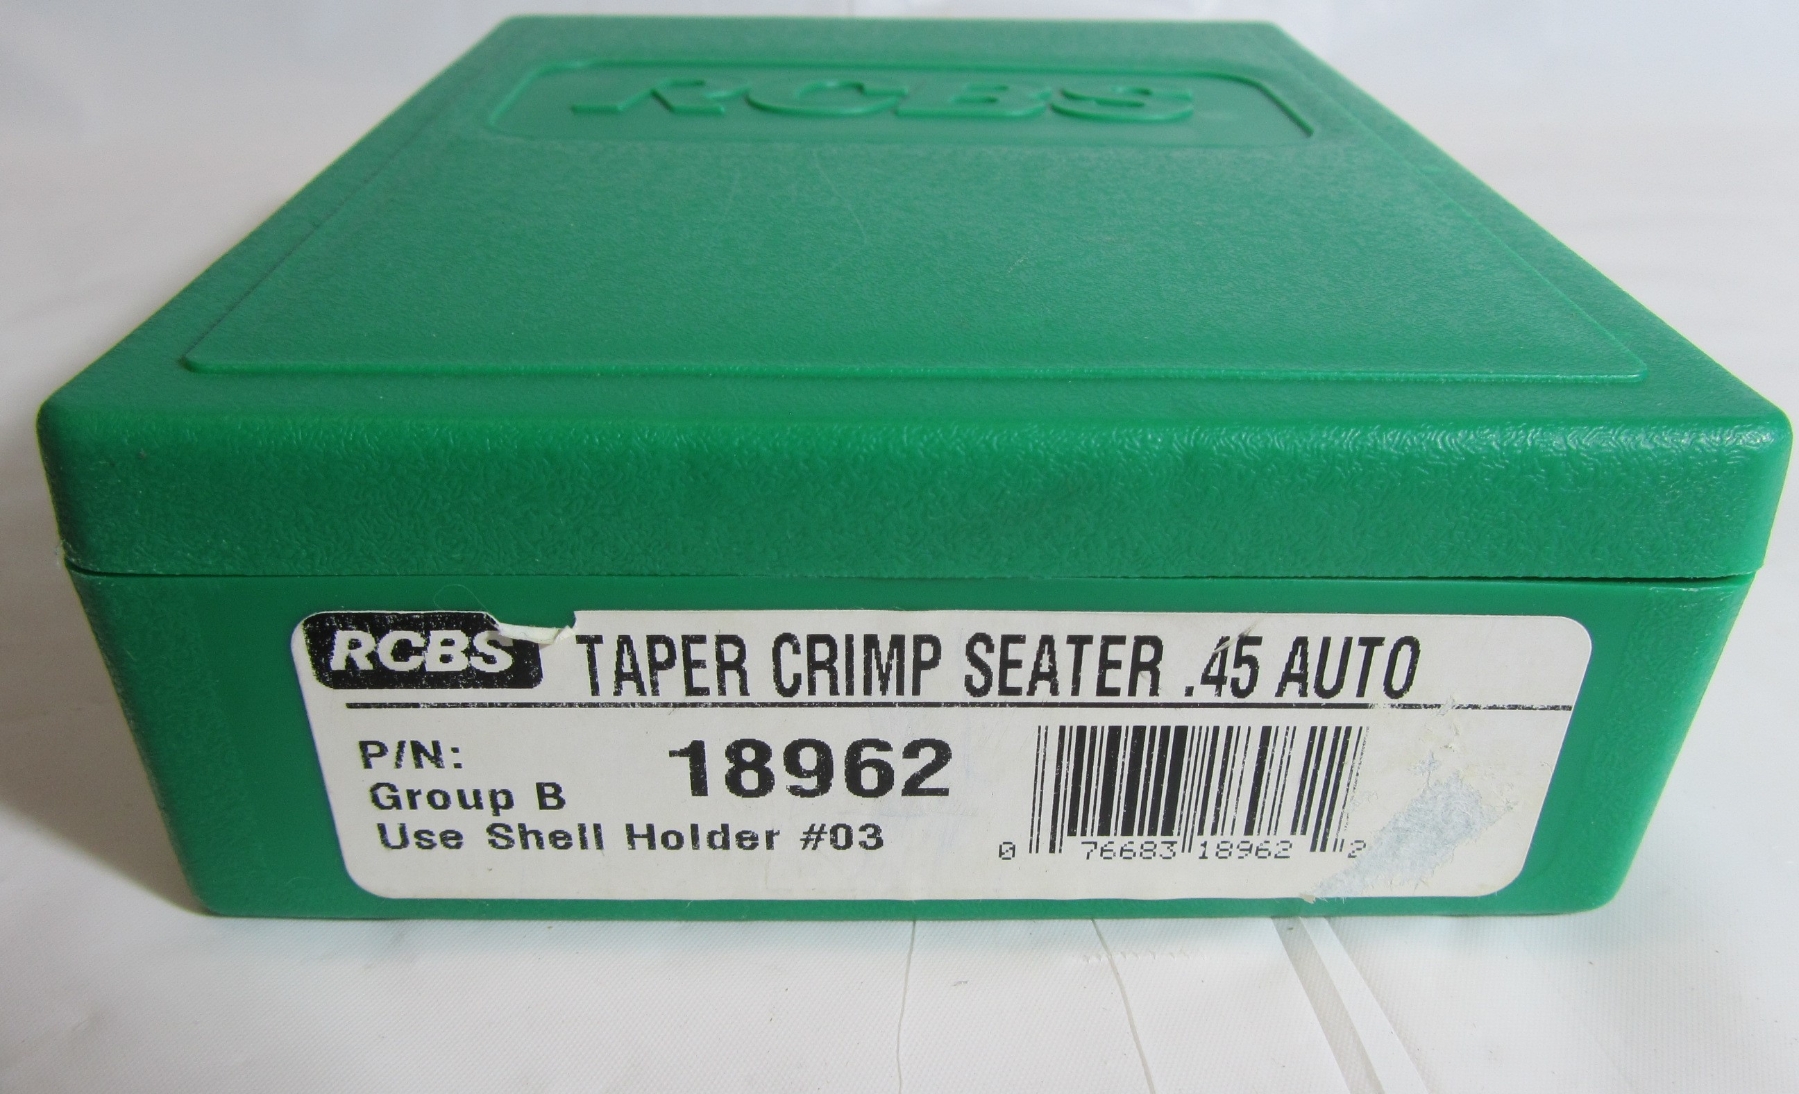 RCBS
RCBS TAPER CRIMP SEATER .45 AUTO
P/N: 18962
Group B
Use Shell Holder #03
0 76683 18962 2